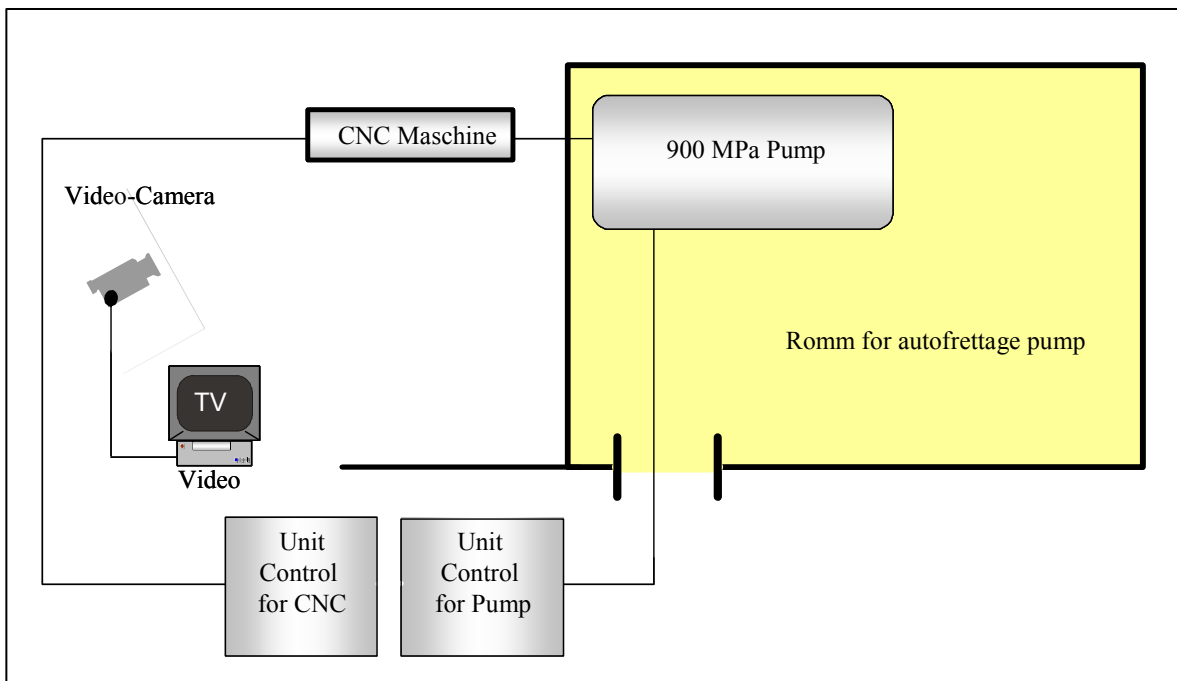 CNC Maschine
900 MPa Pump
Video-Camera
Romm for autofrettage pump
TV
Video
Unit
Control
for CNC
Unit
Control
for Pump